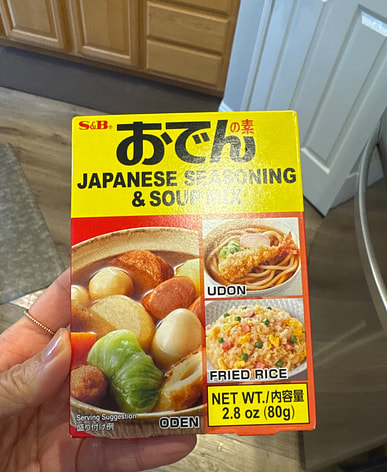 S&B®
おでんの素
JAPANESE SEASONING
& SOUP MIX
UDON
FRIED RICE
Serving Suggestion
盛り付け例
ODEN
NET WT./内容量
2.8 oz (80g)